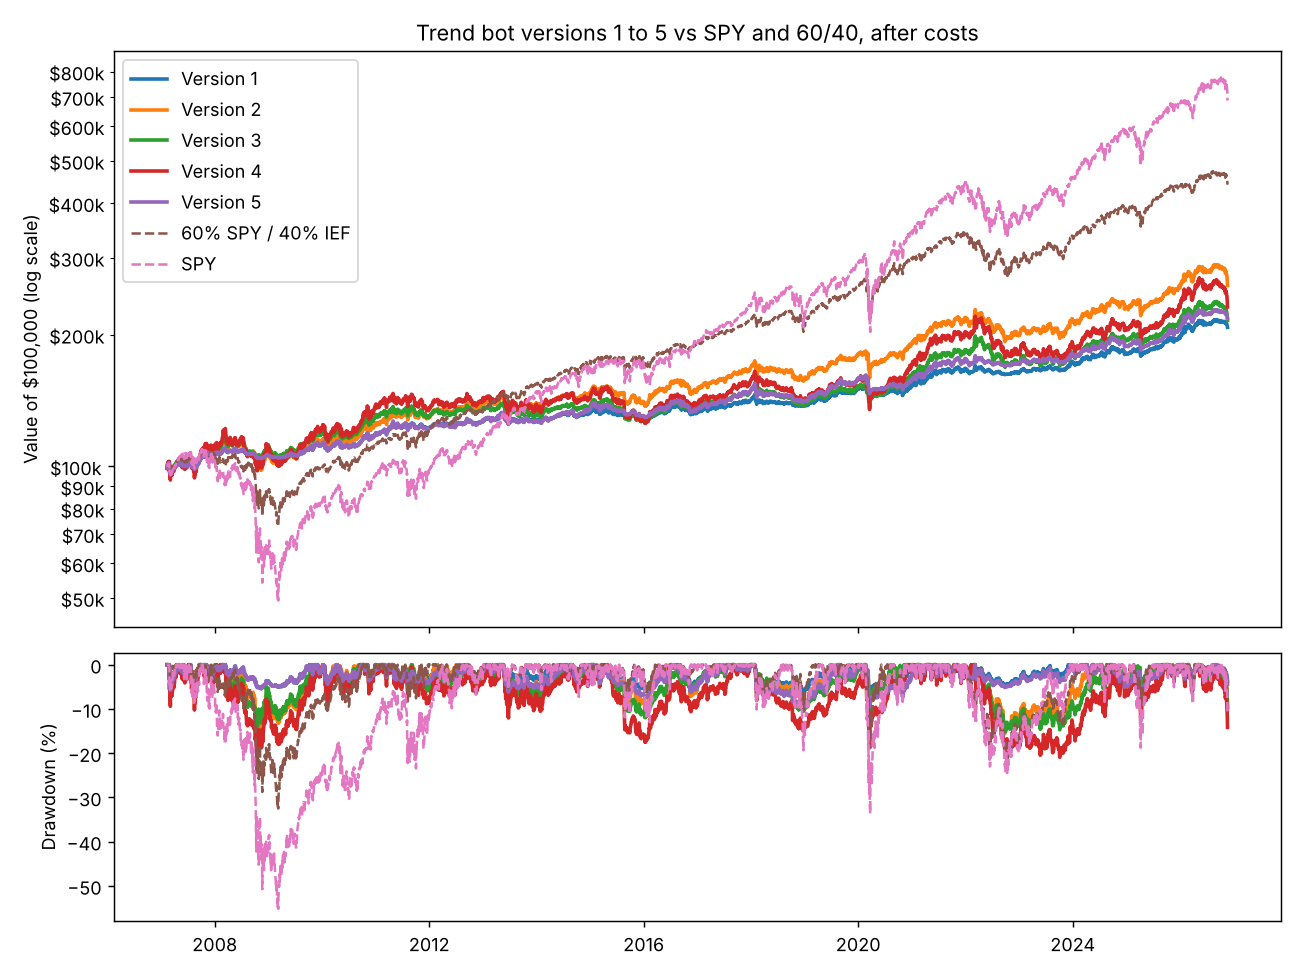 Trend bot versions 1 to 5 vs SPY and 60/40, after costs
Value of $100,000 (log scale)
$800k
$700k
$600k
$500k
$400k
$300k
$200k
$100k
$90k
$80k
$70k
$60k
$50k
Version 1
Version 2
Version 3
Version 4
Version 5
60% SPY / 40% IEF
SPY
Drawdown (%)
0
−10
−20
−30
−40
−50
2008
2012
2016
2020
2024